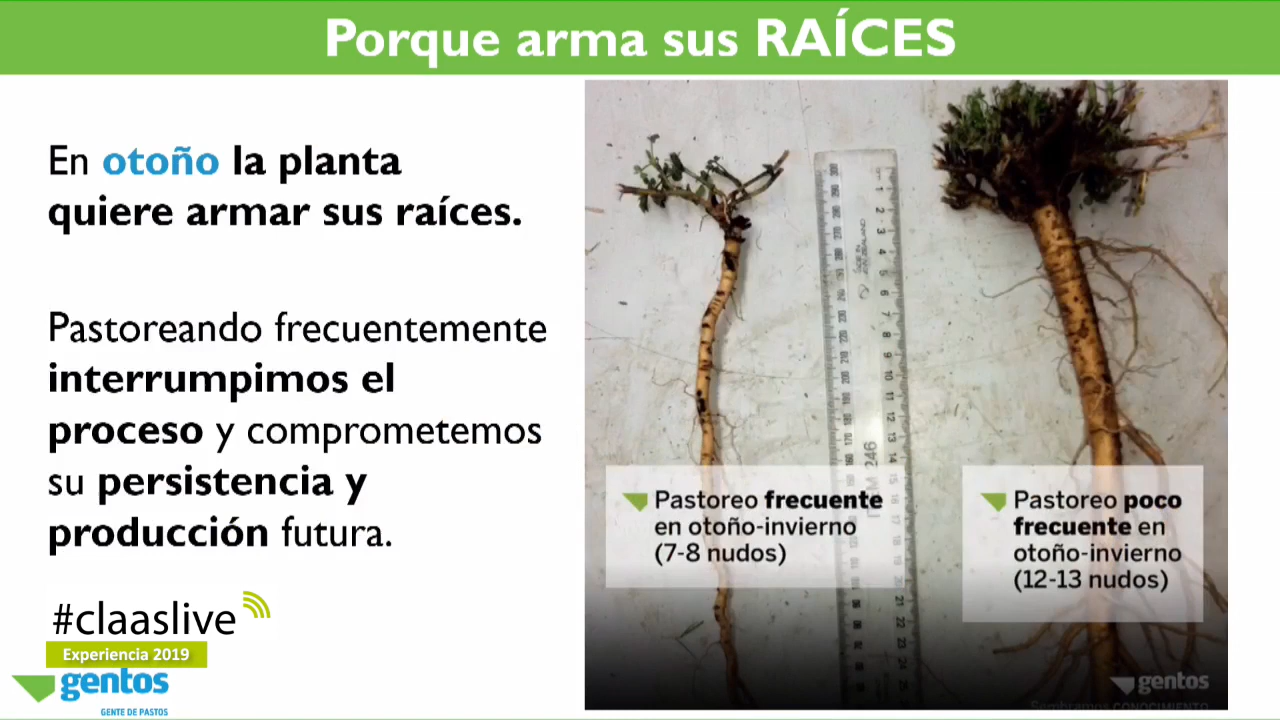 Porque arma sus RAÍCES
En otoño la planta
quiere armar sus raíces.
Pastoreando frecuentemente
interrumpimos el
proceso y comprometemos
su persistencia y
producción futura.
#claaslive
Experiencia 2019
gentos
GENTE DE PASTOS
Pastoreo frecuente
en otoño-invierno
(7-8 nudos)
Pastoreo poco
frecuente en
otoño-invierno
(12-13 nudos)
gentos
Sembramos CONOCIMIENTO